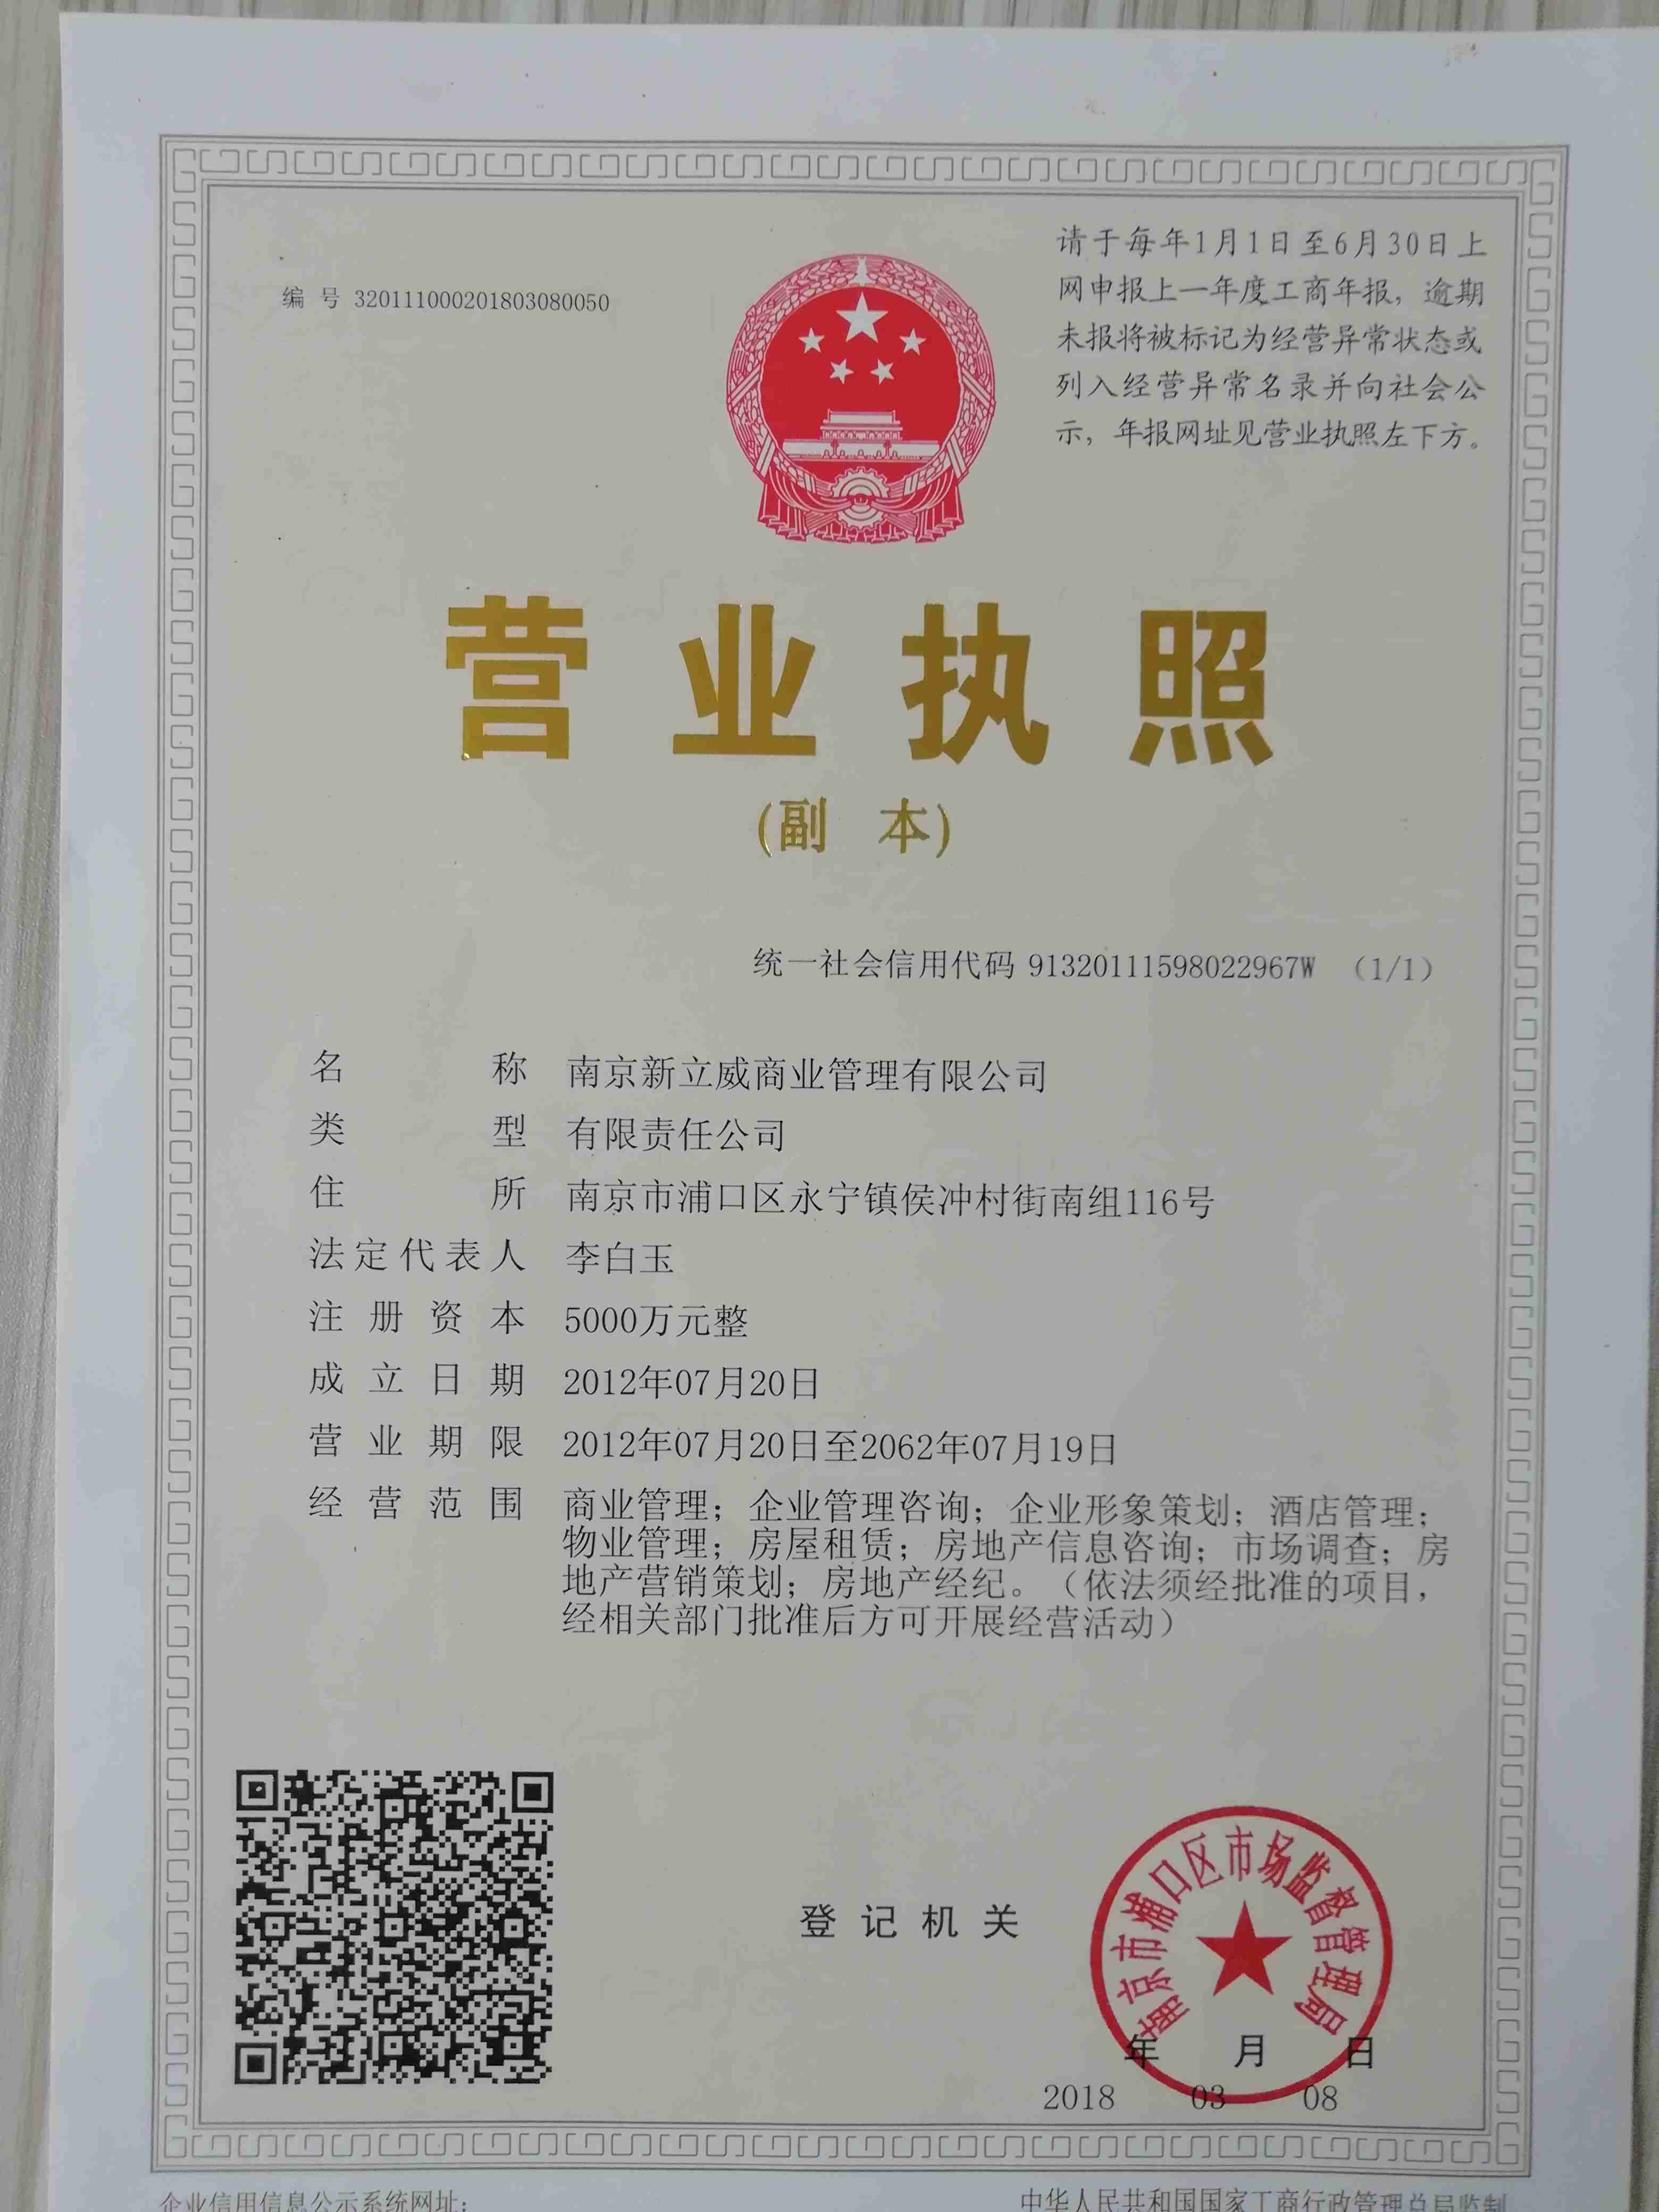 编 号 320111000201803080050
请于每年1月1日至6月30日上
网申报上一年度工商年报，逾期
未报将被标记为经营异常状态或
列入经营异常名录并向社会公
示，年报网址见营业执照左下方。
营业执照
(副 本)
统一社会信用代码 91320111598022967W （1/1）
名 称 南京新立威商业管理有限公司
类 型 有限责任公司
住 所 南京市浦口区永宁镇侯冲村街南组116号
法定代表人 李白玉
注册资本 5000万元整
成立日期 2012年07月20日
营业期限 2012年07月20日至2062年07月19日
经营范围 商业管理；企业管理咨询；企业形象策划；酒店管理；
物业管理；房屋租赁；房地产信息咨询；市场调查；房
地产营销策划；房地产经纪。（依法须经批准的项目，
经相关部门批准后方可开展经营活动）
登记机关
南京市浦口区市场监督管理局
年 月 日
2018 03 08
企业信用信息公示系统网址：
中华人民共和国国家工商行政管理总局监制